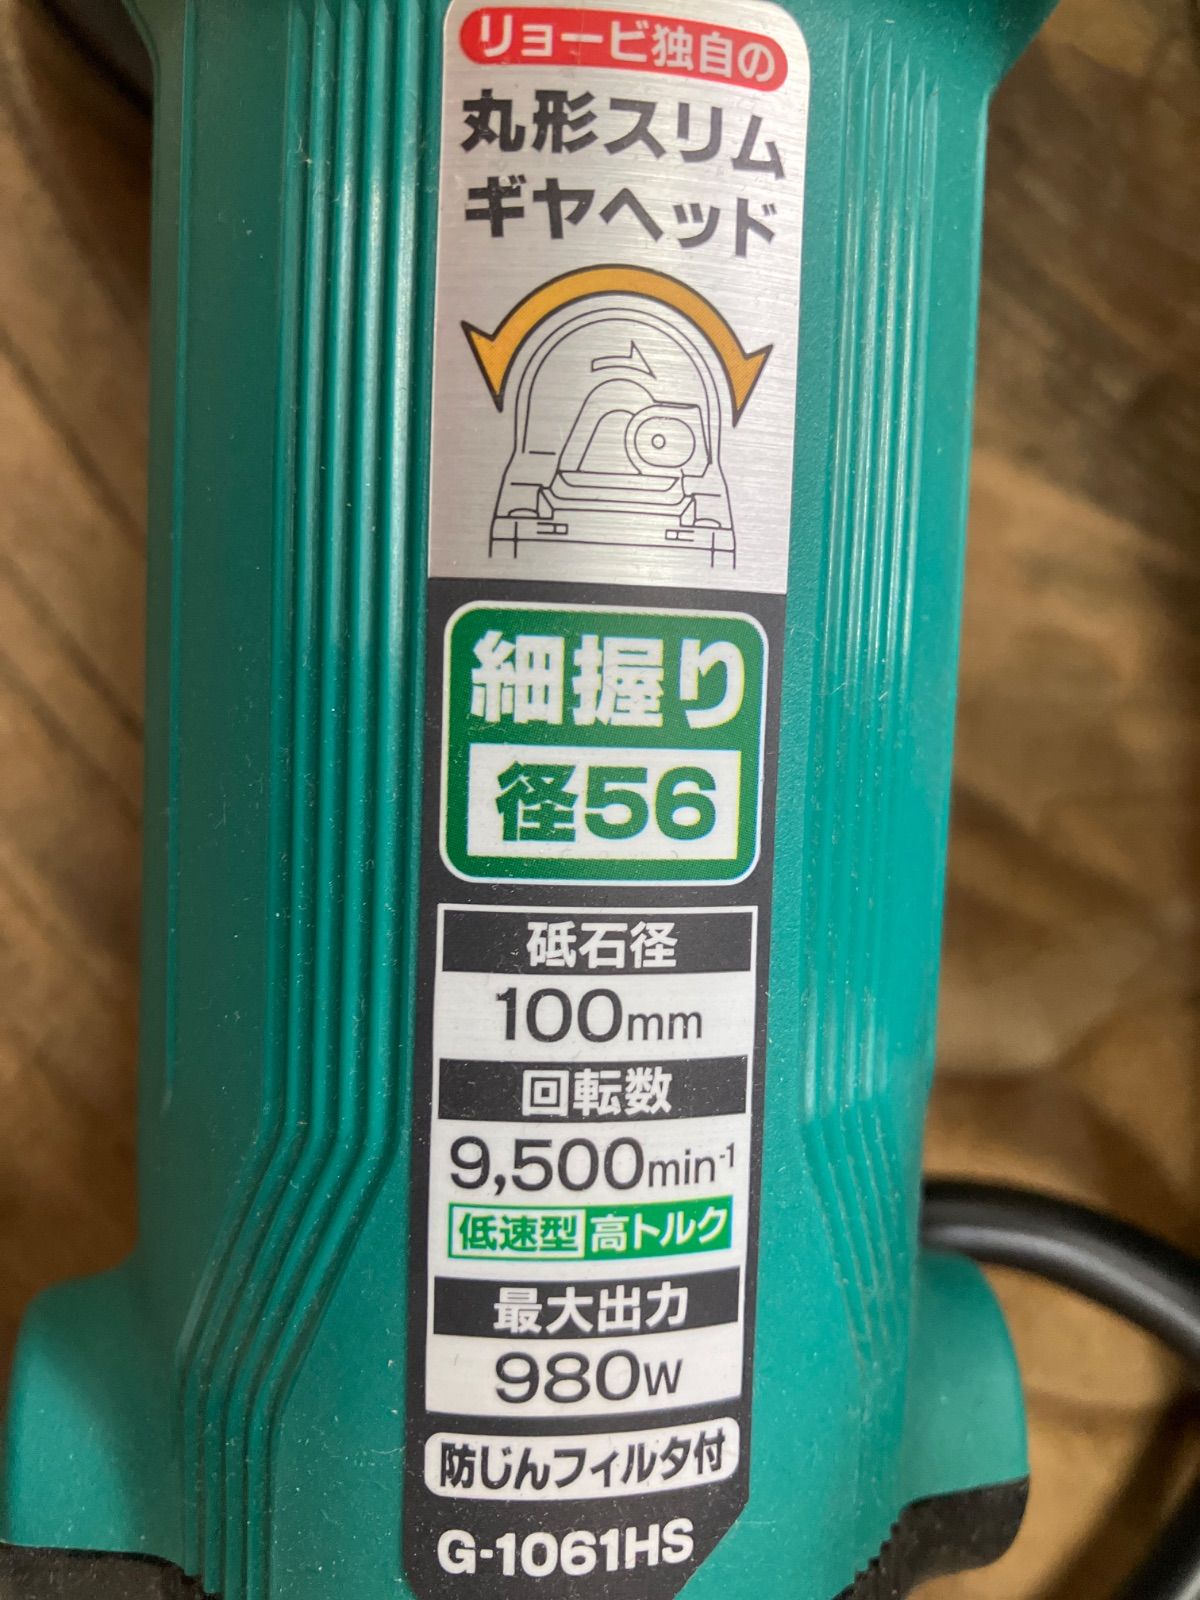 リョービ独自の
丸形スリム
ギヤヘッド
細握り
径56
砥石径
100mm
回転数
9,500min-1
低速型 高トルク
最大出力
980W
防じんフィルタ付
G-1061HS